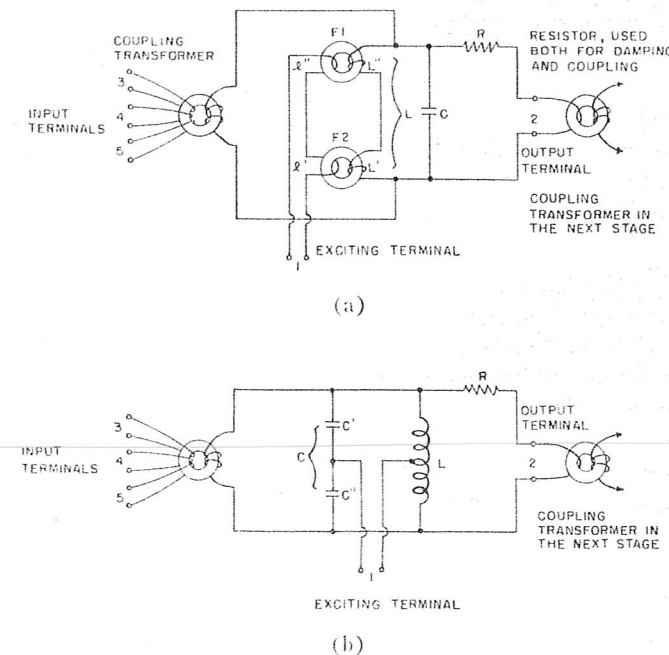 COUPLING
TRANSFORMER
3
INPUT
TERMINALS
4
5
F1
ℓ''
L''
L
C
F2
ℓ'
L'
R
RESISTOR, USED
BOTH FOR DAMPING
AND COUPLING
2
OUTPUT
TERMINAL
COUPLING
TRANSFORMER IN
THE NEXT STAGE
EXCITING TERMINAL
1
(a)
3
INPUT
TERMINALS
4
5
C
C'
C''
L
R
OUTPUT
TERMINAL
2
COUPLING
TRANSFORMER IN
THE NEXT STAGE
1
EXCITING TERMINAL
(b)